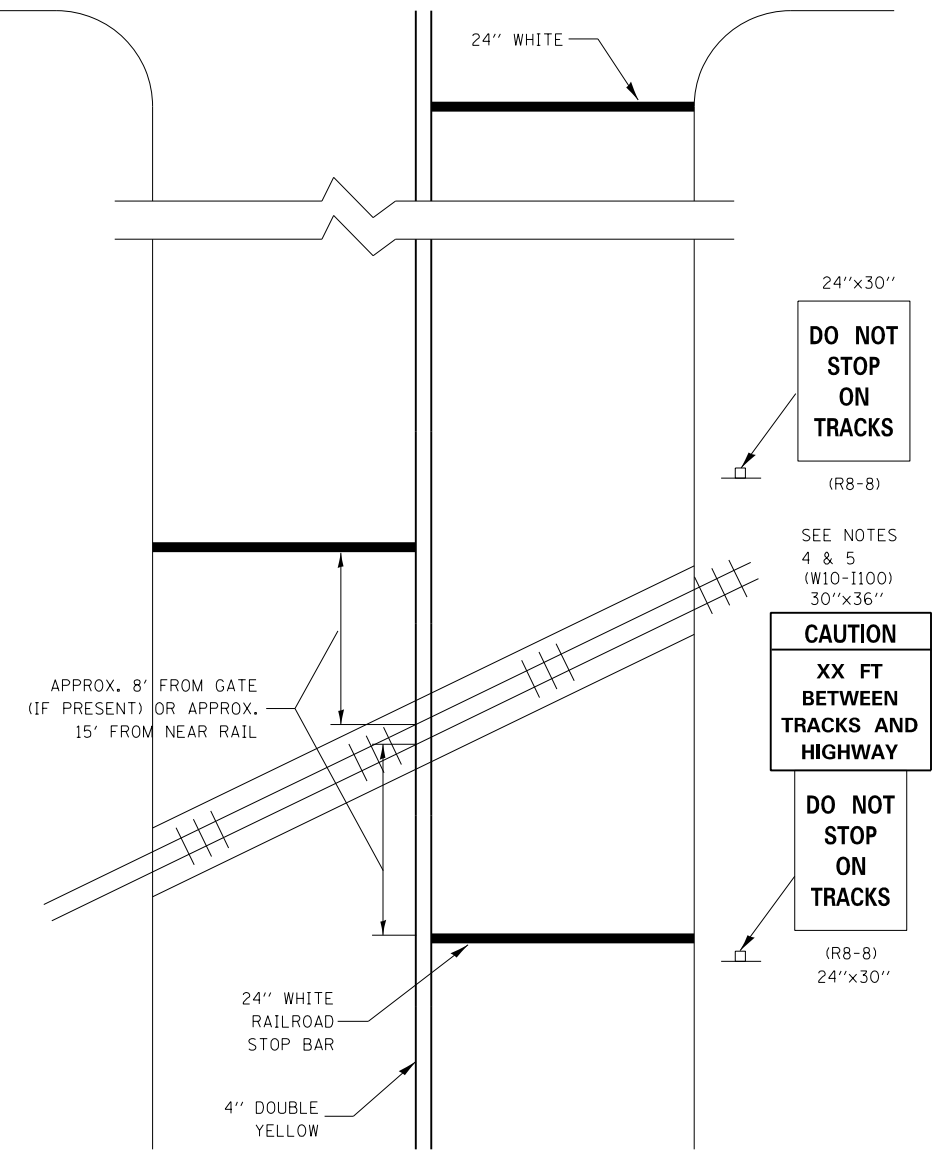 24'' WHITE
24''x30''
DO NOT
STOP
ON
TRACKS
(R8-8)
SEE NOTES
4 & 5
(W10-I100)
30''x36''
CAUTION
XX FT
BETWEEN
TRACKS AND
HIGHWAY
DO NOT
STOP
ON
TRACKS
(R8-8)
24''x30''
APPROX. 8' FROM GATE
(IF PRESENT) OR APPROX.
15' FROM NEAR RAIL
24'' WHITE
RAILROAD
STOP BAR
4'' DOUBLE
YELLOW